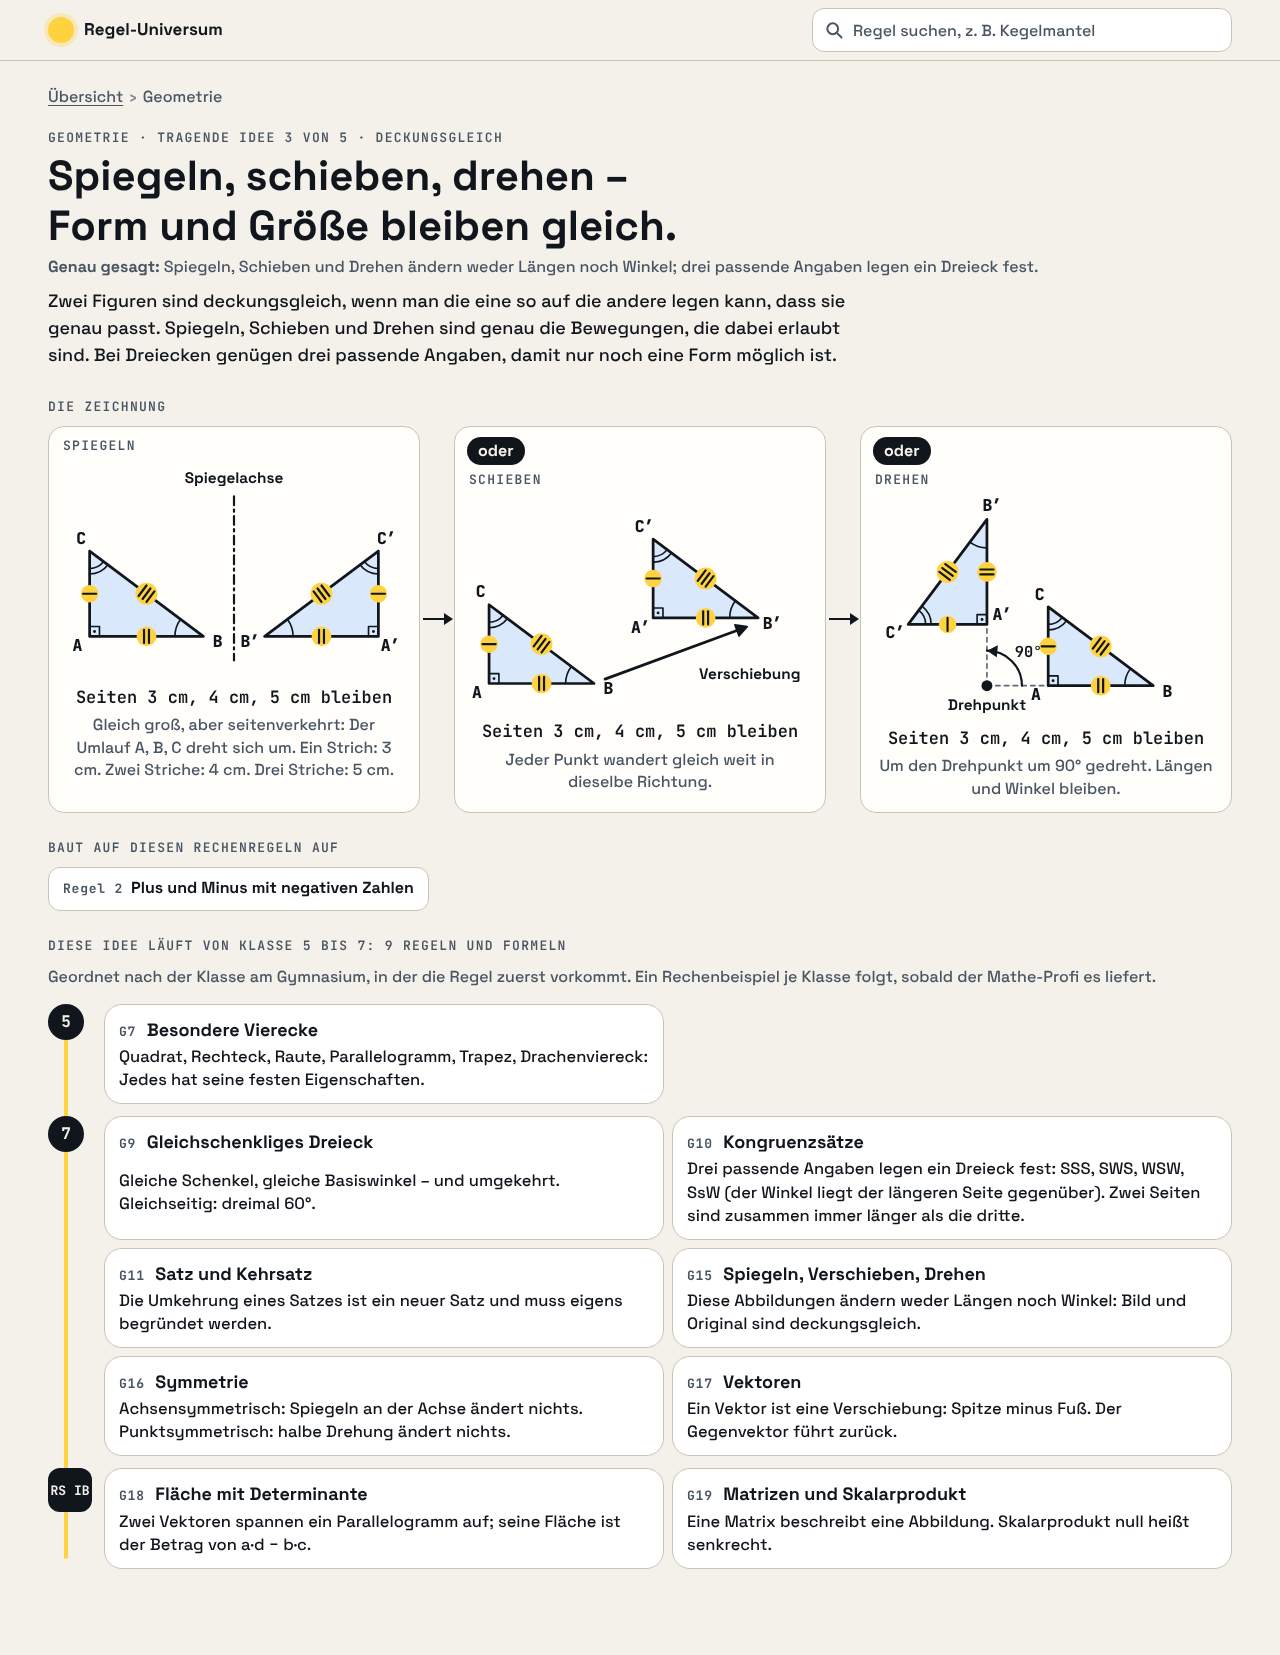 Regel-Universum
Regel suchen, z. B. Kegelmantel
Übersicht > Geometrie
GEOMETRIE · TRAGENDE IDEE 3 VON 5 · DECKUNGSGLEICH
Spiegeln, schieben, drehen –
Form und Größe bleiben gleich.
Genau gesagt: Spiegeln, Schieben und Drehen ändern weder Längen noch Winkel; drei passende Angaben legen ein Dreieck fest.
Zwei Figuren sind deckungsgleich, wenn man die eine so auf die andere legen kann, dass sie
genau passt. Spiegeln, Schieben und Drehen sind genau die Bewegungen, die dabei erlaubt
sind. Bei Dreiecken genügen drei passende Angaben, damit nur noch eine Form möglich ist.
DIE ZEICHNUNG
SPIEGELN
Spiegelachse
C
C′
A
B
B′
A′
Seiten 3 cm, 4 cm, 5 cm bleiben
Gleich groß, aber seitenverkehrt: Der
Umlauf A, B, C dreht sich um. Ein Strich: 3
cm. Zwei Striche: 4 cm. Drei Striche: 5 cm.
oder
SCHIEBEN
C′
C
A′
B′
Verschiebung
A
B
Seiten 3 cm, 4 cm, 5 cm bleiben
Jeder Punkt wandert gleich weit in
dieselbe Richtung.
oder
DREHEN
B′
C
A′
C′
90°
A
B
Drehpunkt
Seiten 3 cm, 4 cm, 5 cm bleiben
Um den Drehpunkt um 90° gedreht. Längen
und Winkel bleiben.
BAUT AUF DIESEN RECHENREGELN AUF
Regel 2 Plus und Minus mit negativen Zahlen
DIESE IDEE LÄUFT VON KLASSE 5 BIS 7: 9 REGELN UND FORMELN
Geordnet nach der Klasse am Gymnasium, in der die Regel zuerst vorkommt. Ein Rechenbeispiel je Klasse folgt, sobald der Mathe-Profi es liefert.
5
G7 Besondere Vierecke
Quadrat, Rechteck, Raute, Parallelogramm, Trapez, Drachenviereck:
Jedes hat seine festen Eigenschaften.
7
G9 Gleichschenkliges Dreieck
Gleiche Schenkel, gleiche Basiswinkel – und umgekehrt.
Gleichseitig: dreimal 60°.
G10 Kongruenzsätze
Drei passende Angaben legen ein Dreieck fest: SSS, SWS, WSW,
SsW (der Winkel liegt der längeren Seite gegenüber). Zwei Seiten
sind zusammen immer länger als die dritte.
G11 Satz und Kehrsatz
Die Umkehrung eines Satzes ist ein neuer Satz und muss eigens
begründet werden.
G15 Spiegeln, Verschieben, Drehen
Diese Abbildungen ändern weder Längen noch Winkel: Bild und
Original sind deckungsgleich.
G16 Symmetrie
Achsensymmetrisch: Spiegeln an der Achse ändert nichts.
Punktsymmetrisch: halbe Drehung ändert nichts.
G17 Vektoren
Ein Vektor ist eine Verschiebung: Spitze minus Fuß. Der
Gegenvektor führt zurück.
RS IB
G18 Fläche mit Determinante
Zwei Vektoren spannen ein Parallelogramm auf; seine Fläche ist
der Betrag von a·d − b·c.
G19 Matrizen und Skalarprodukt
Eine Matrix beschreibt eine Abbildung. Skalarprodukt null heißt
senkrecht.